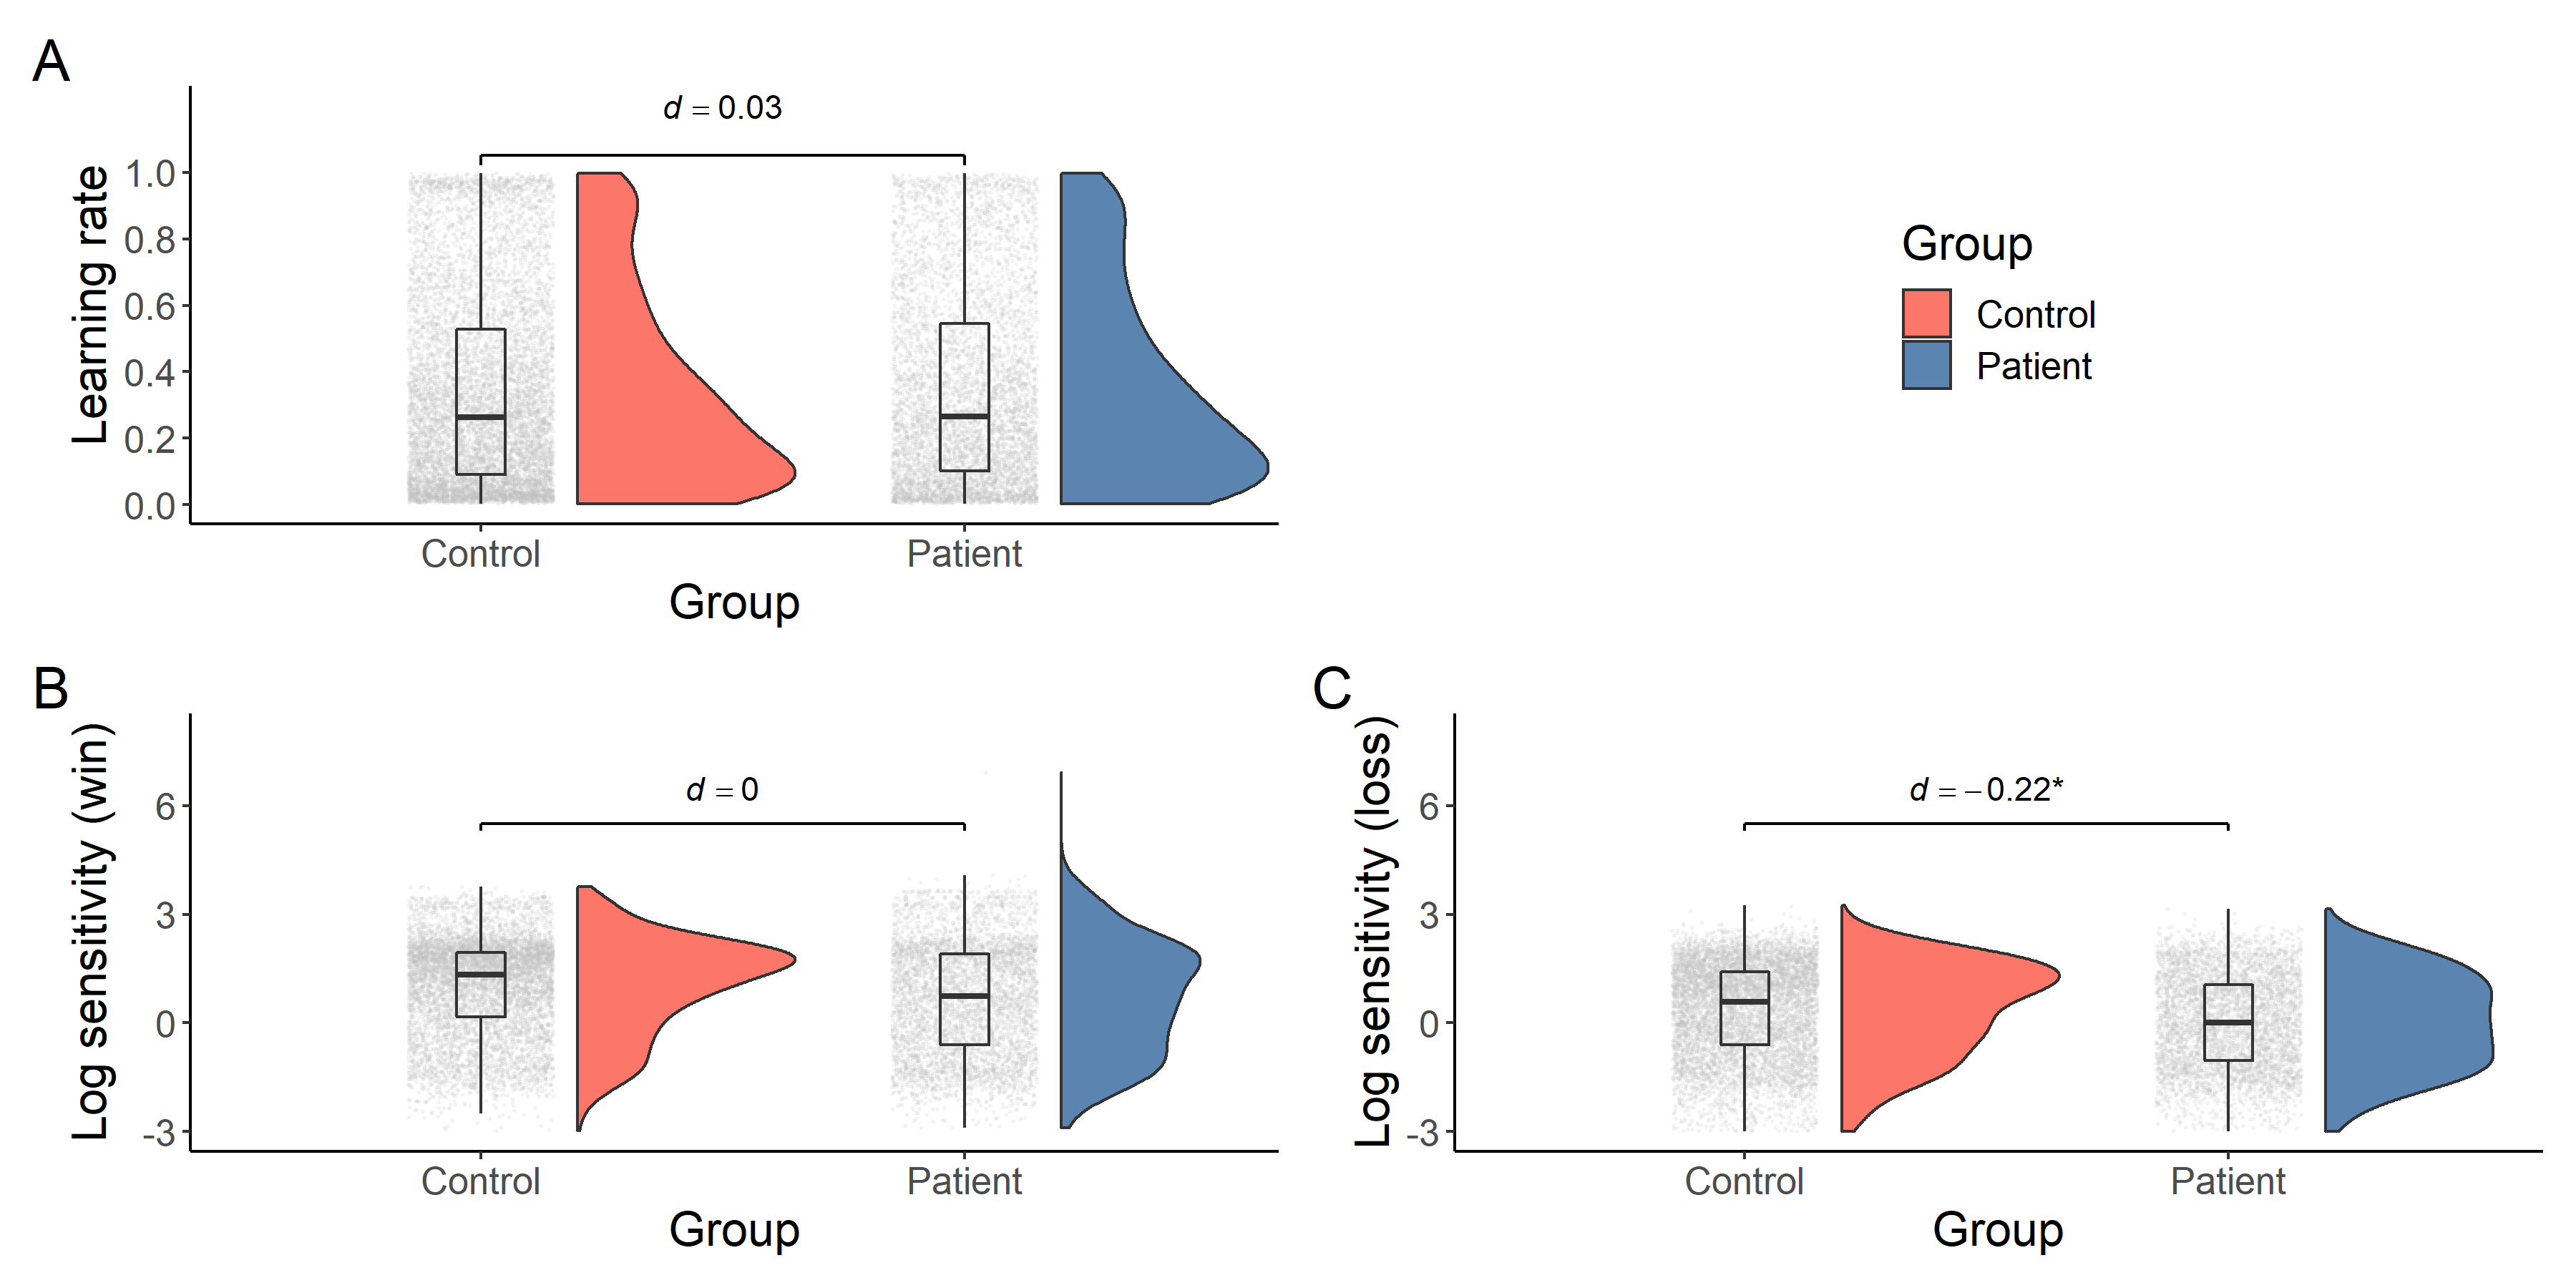 A
d = 0.03
Learning rate
1.0
0.8
0.6
0.4
0.2
0.0
Control
Patient
Group
Group
Control
Patient
B
d = 0
Log sensitivity (win)
6
3
0
-3
Control
Patient
Group
C
d = −0.22*
Log sensitivity (loss)
6
3
0
-3
Control
Patient
Group